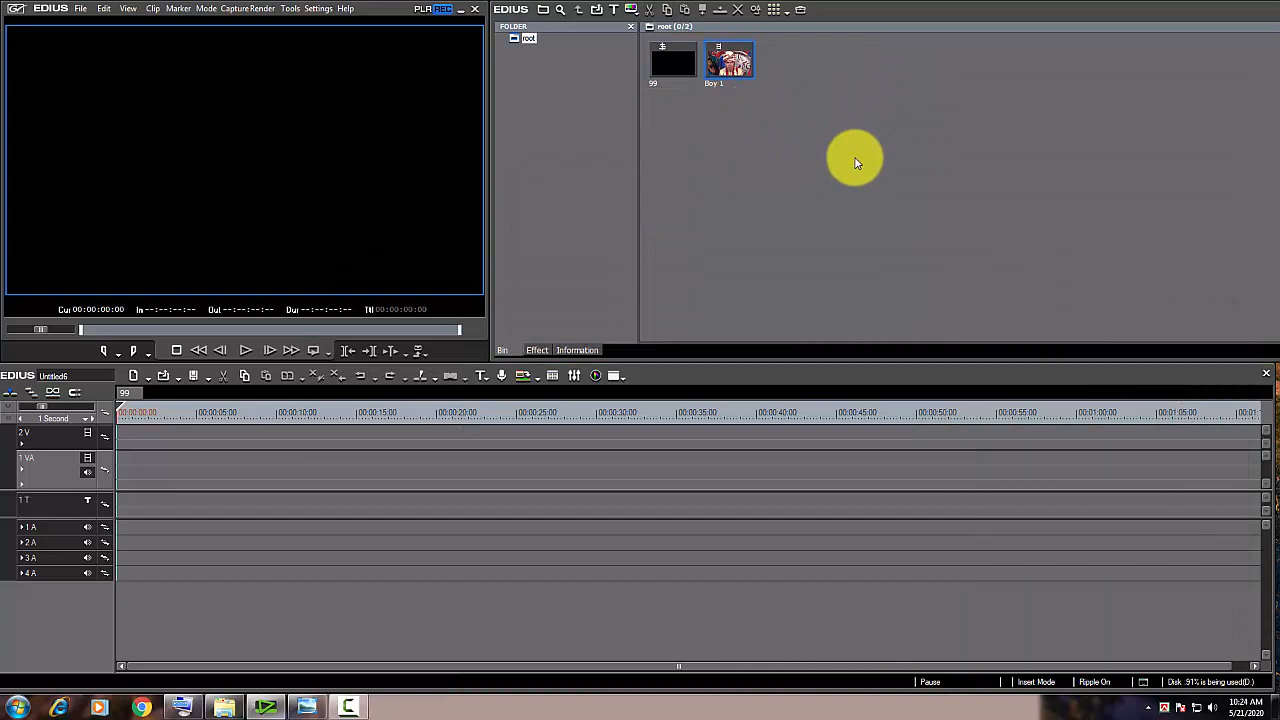 EDIUS File Edit View Clip Marker Mode Capture Render Tools Settings Help PLR REC
EDIUS
FOLDER
root
root (0/2)
99
Boy 1
Cur 00:00:00:00 In --:--:--:-- Out --:--:--:-- Dur --:--:--:-- Ttl 00:00:00:00
Bin Effect Information
EDIUS Untitled6
99
1 Second
00:00:00:00 00:00:05:00 00:00:10:00 00:00:15:00 00:00:20:00 00:00:25:00 00:00:30:00 00:00:35:00 00:00:40:00 00:00:45:00 00:00:50:00 00:00:55:00 00:01:00:00 00:01:05:00 00:01:
2 V
1 VA
1 T T
1 A
2 A
3 A
4 A
Pause Insert Mode Ripple On Disk :91% is being used(D:)
10:24 AM
5/21/2020